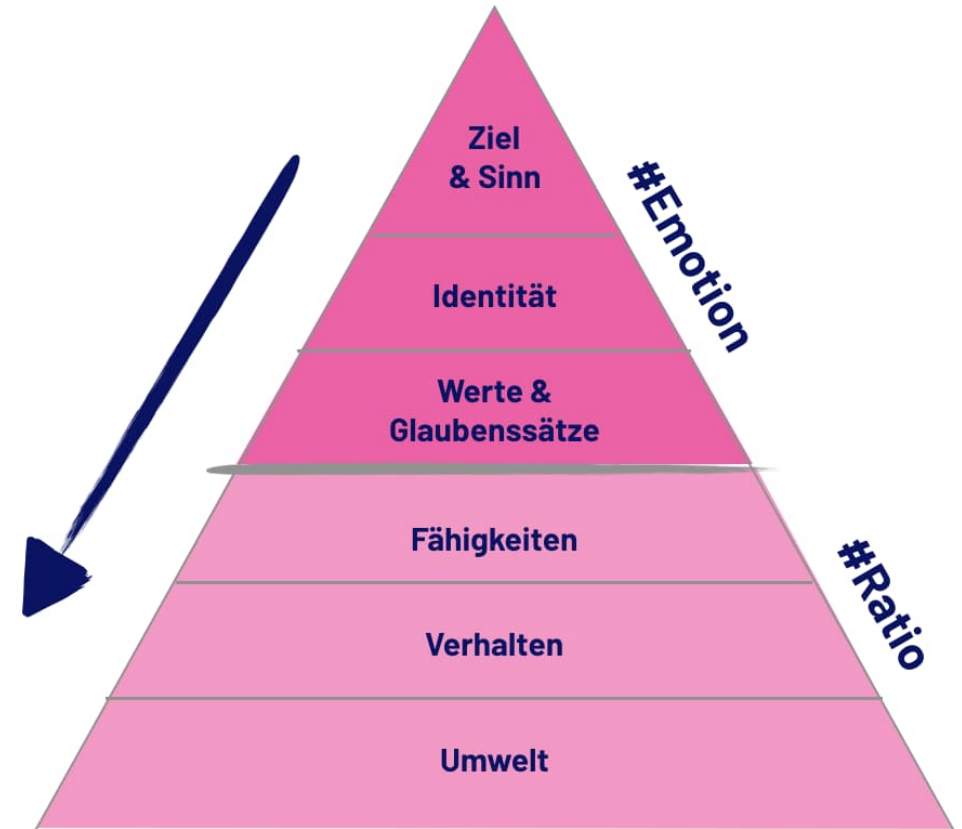 Ziel
& Sinn
#Emotion
Identität
Werte &
Glaubenssätze
Fähigkeiten
#Ratio
Verhalten
Umwelt